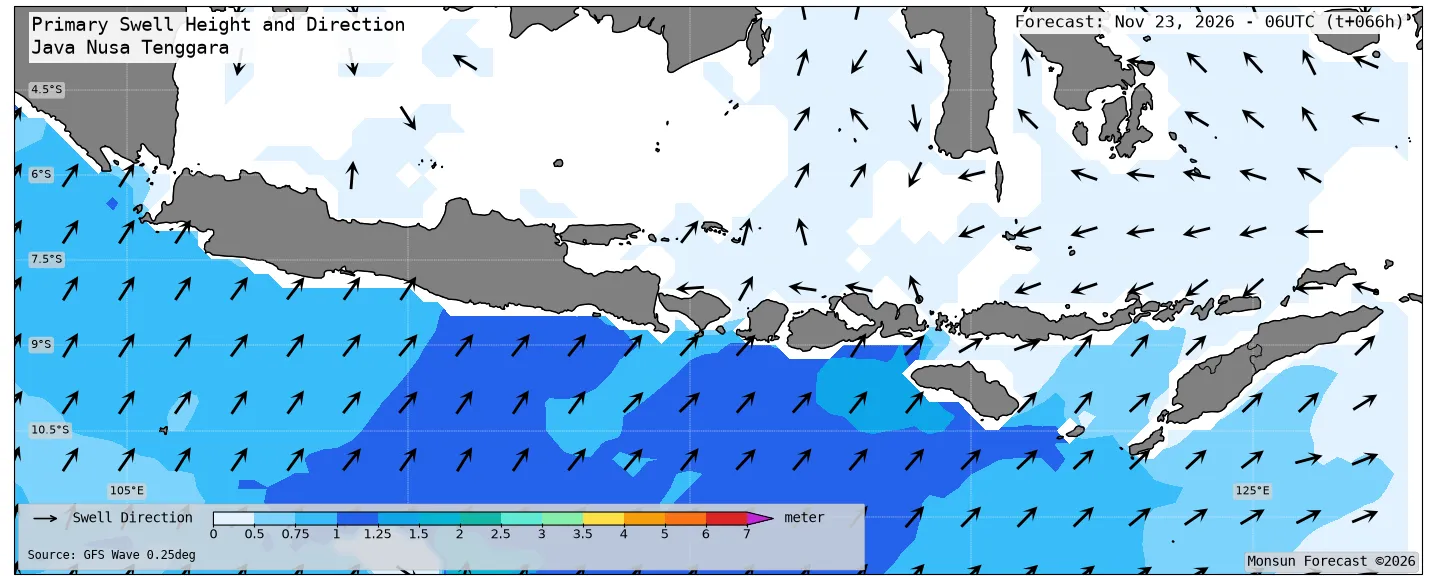 Primary Swell Height and Direction
Java Nusa Tenggara
Forecast: Nov 23, 2026 - 06UTC (t+066h)
4.5°S
6°S
7.5°S
9°S
10.5°S
105°E
125°E
Swell Direction
0 0.5 0.75 1 1.25 1.5 2 2.5 3 3.5 4 5 6 7
meter
Source: GFS Wave 0.25deg
Monsun Forecast ©2026